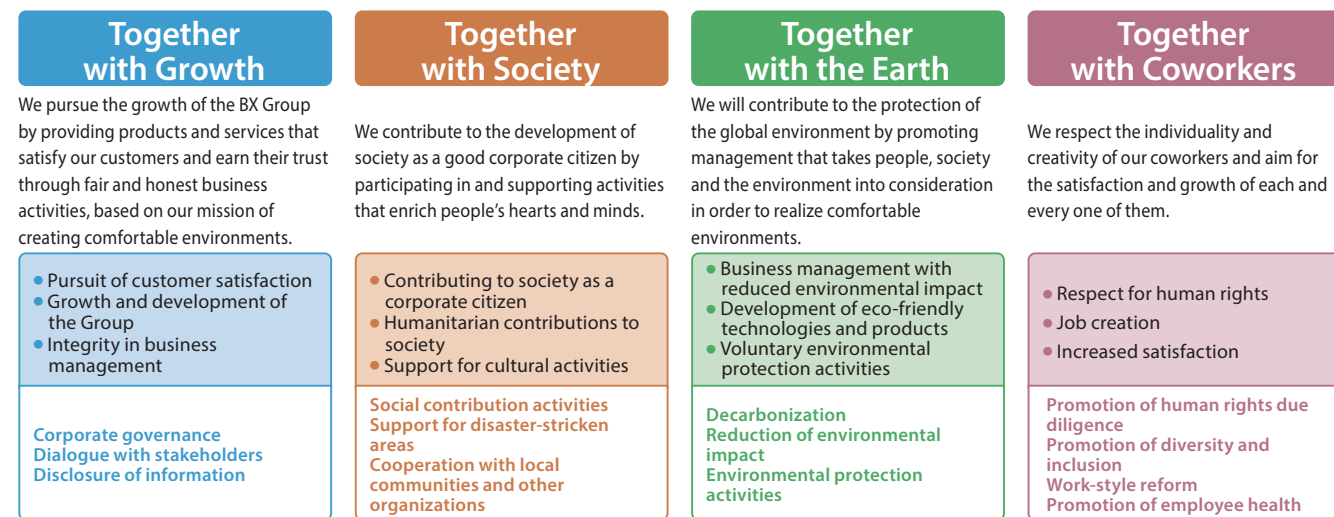 Together
with Growth
We pursue the growth of the BX Group
by providing products and services that
satisfy our customers and earn their trust
through fair and honest business
activities, based on our mission of
creating comfortable environments.
● Pursuit of customer satisfaction
● Growth and development of
the Group
● Integrity in business
management
Corporate governance
Dialogue with stakeholders
Disclosure of information
Together
with Society
We contribute to the development of
society as a good corporate citizen by
participating in and supporting activities
that enrich people’s hearts and minds.
● Contributing to society as a
corporate citizen
● Humanitarian contributions to
society
● Support for cultural activities
Social contribution activities
Support for disaster-stricken
areas
Cooperation with local
communities and other
organizations
Together
with the Earth
We will contribute to the protection of
the global environment by promoting
management that takes people, society
and the environment into consideration
in order to realize comfortable
environments.
● Business management with
reduced environmental impact
● Development of eco-friendly
technologies and products
● Voluntary environmental
protection activities
Decarbonization
Reduction of environmental
impact
Environmental protection
activities
Together
with Coworkers
We respect the individuality and
creativity of our coworkers and aim for
the satisfaction and growth of each and
every one of them.
● Respect for human rights
● Job creation
● Increased satisfaction
Promotion of human rights due
diligence
Promotion of diversity and
inclusion
Work-style reform
Promotion of employee health